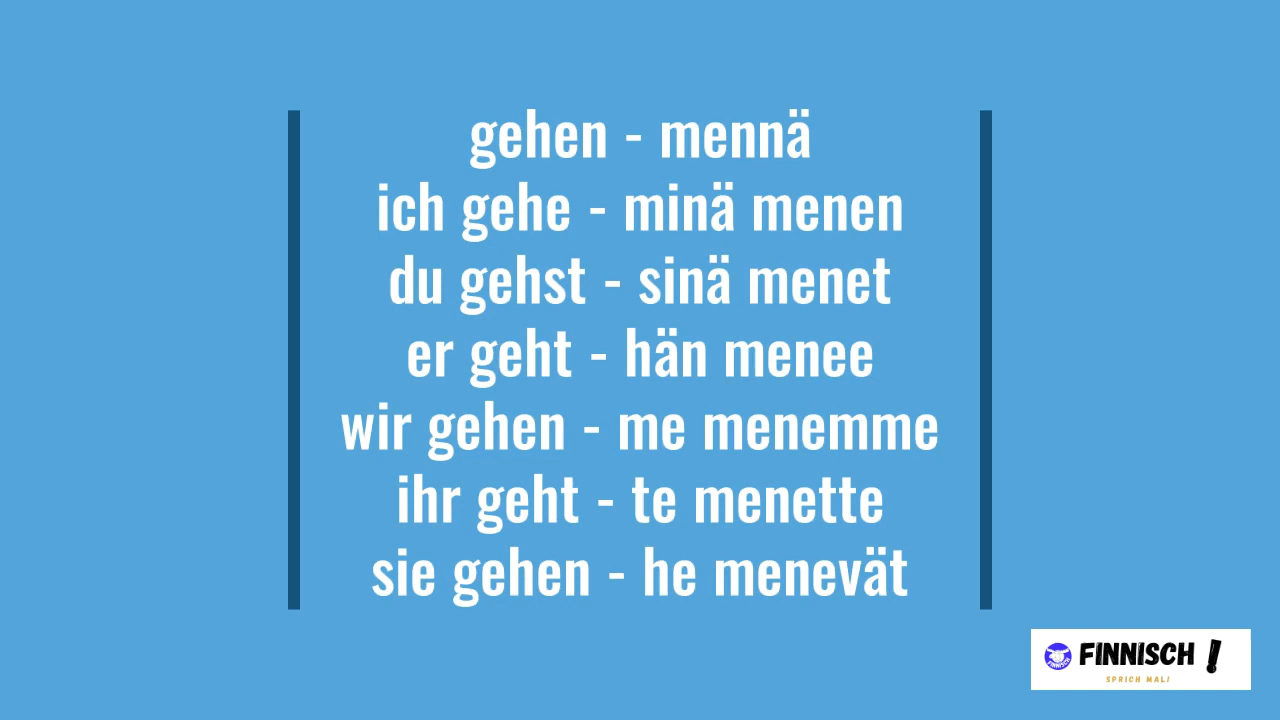 gehen - mennä
ich gehe - minä menen
du gehst - sinä menet
er geht - hän menee
wir gehen - me menemme
ihr geht - te menette
sie gehen - he menevät
FINNISCH !
SPRICH MAL!